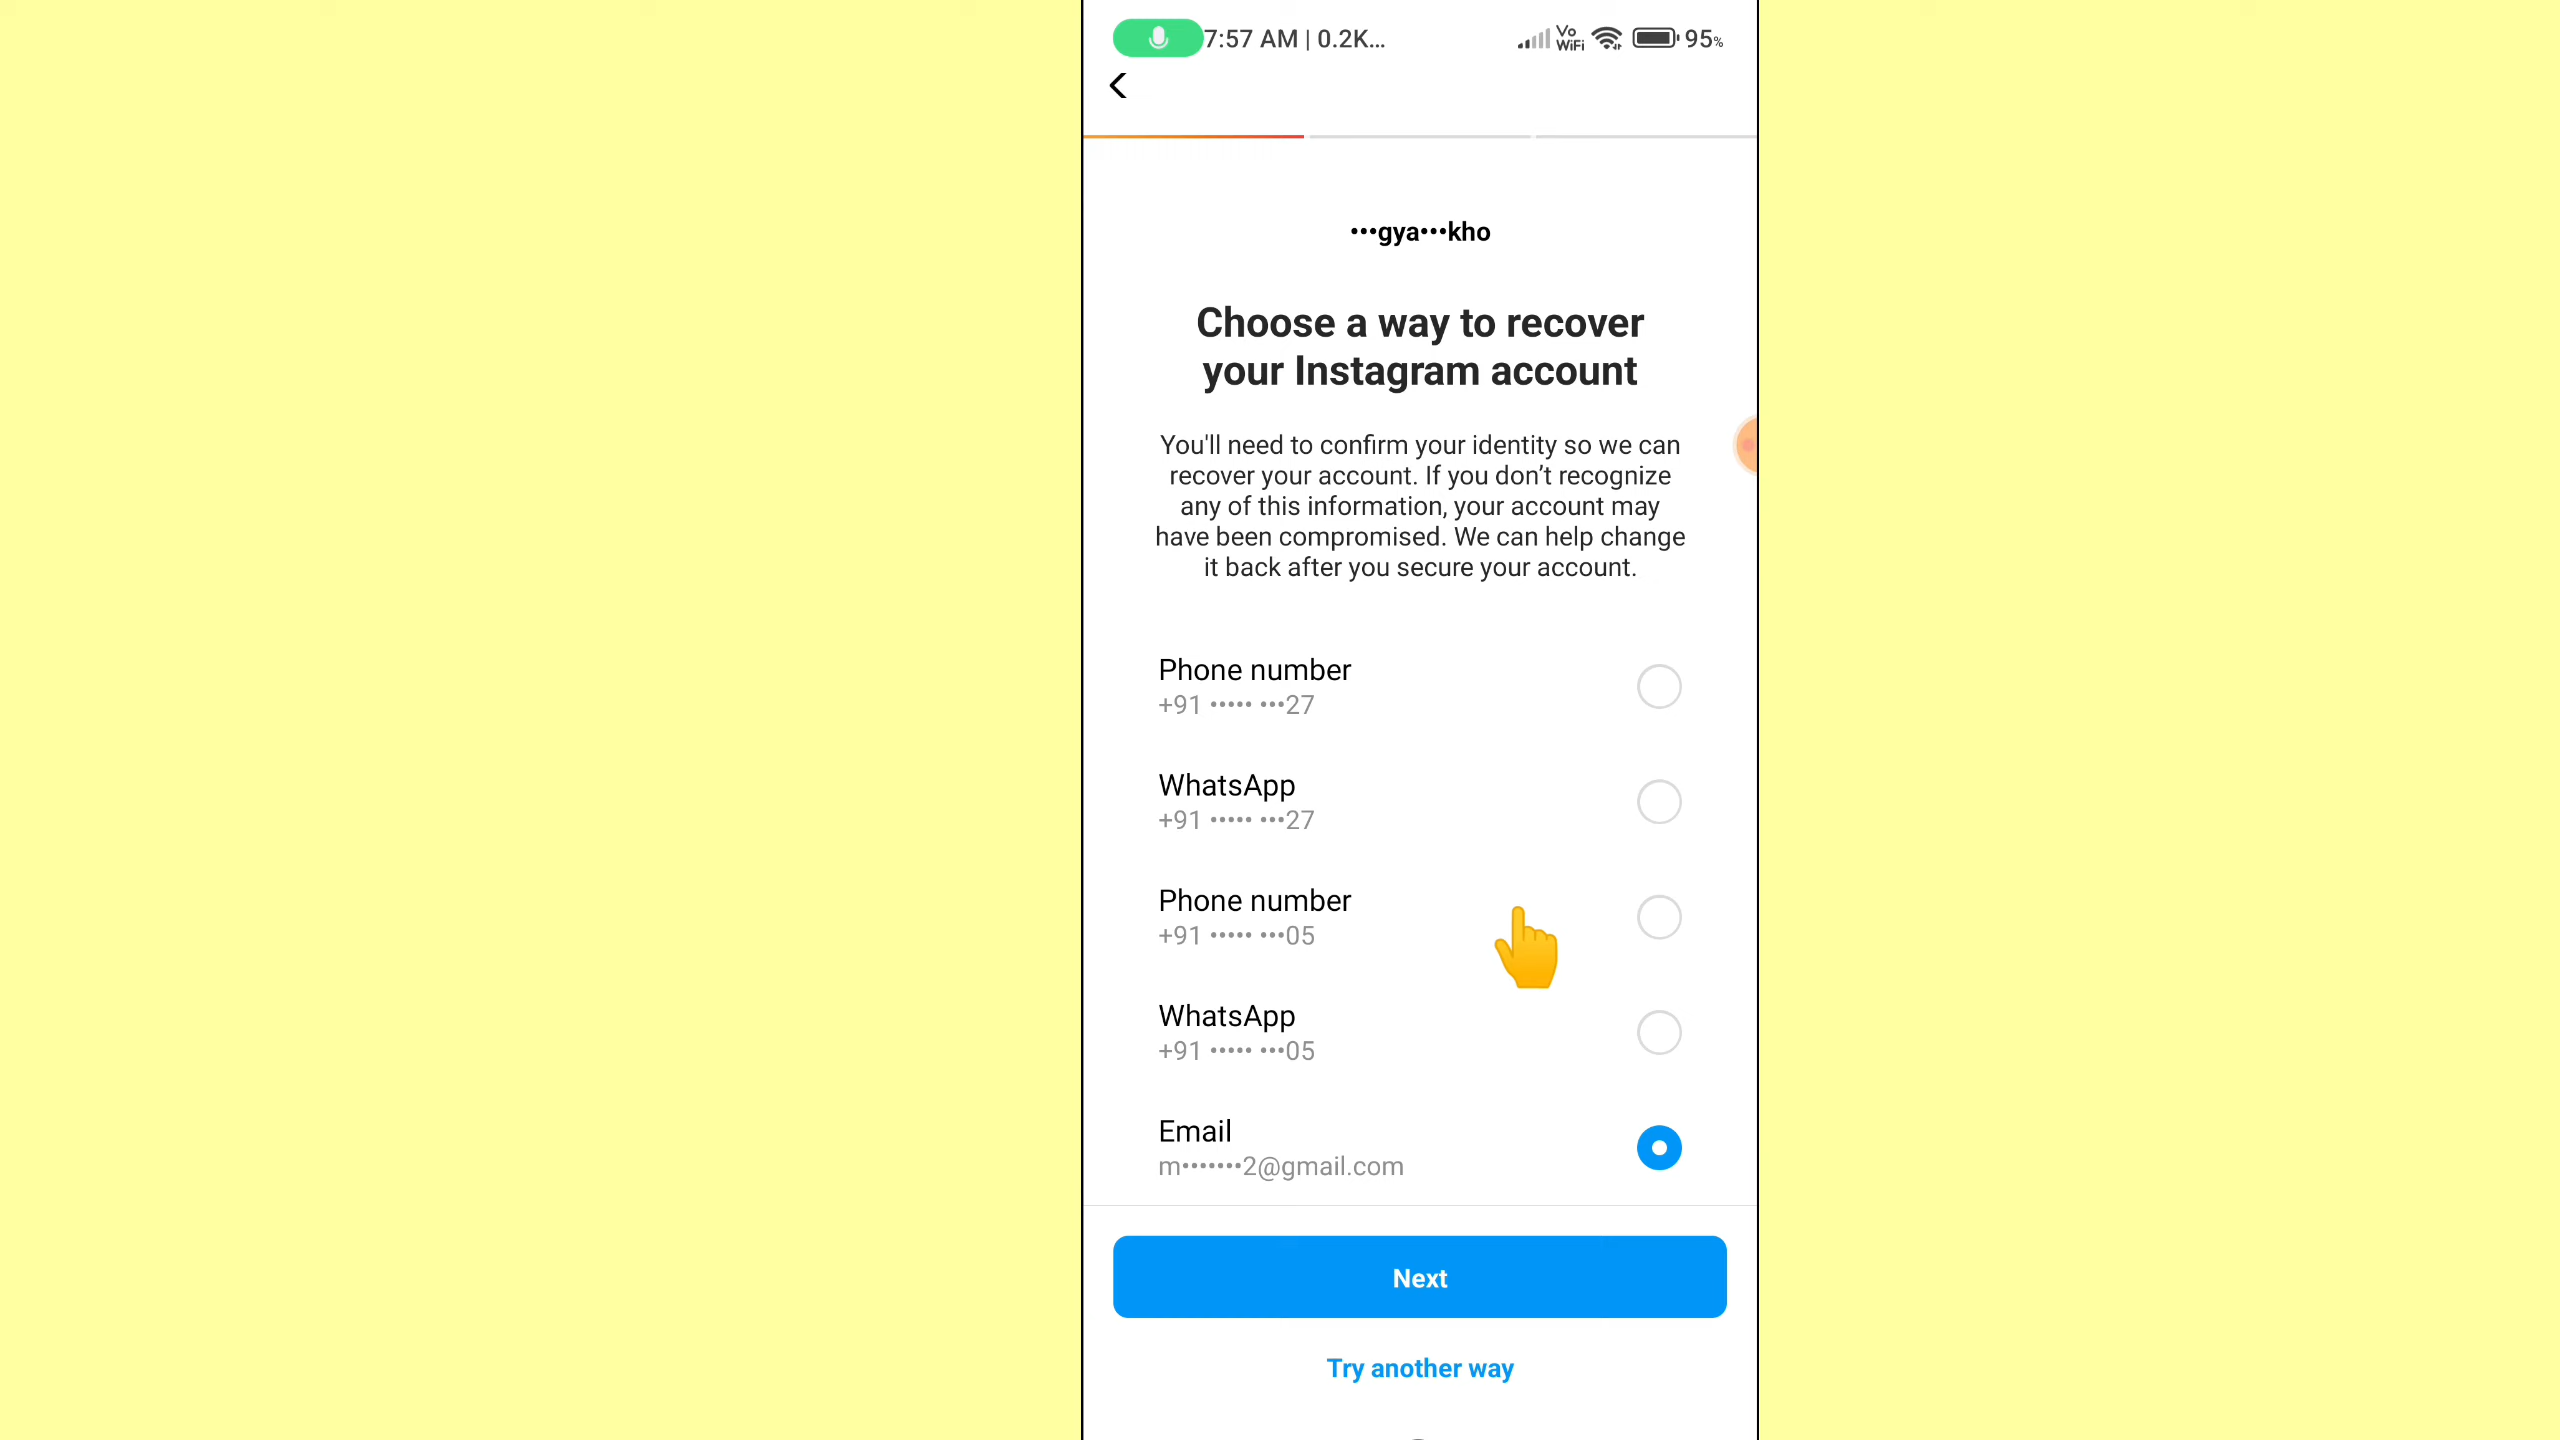 7:57 AM | 0.2K...
Vo
WiFi
95%
•••gya•••kho
Choose a way to recover
your Instagram account
You'll need to confirm your identity so we can
recover your account. If you don’t recognize
any of this information, your account may
have been compromised. We can help change
it back after you secure your account.
Phone number
+91 ••••• •••27
WhatsApp
+91 ••••• •••27
Phone number
+91 ••••• •••05
WhatsApp
+91 ••••• •••05
Email
m•••••••2@gmail.com
Next
Try another way